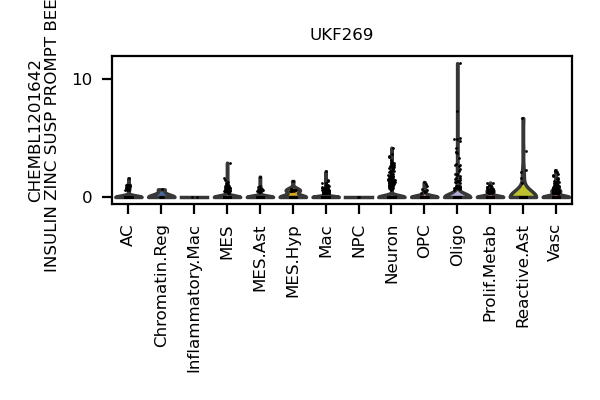 UKF269
CHEMBL1201642
INSULIN ZINC SUSP PROMPT BEE
10
0
AC
Chromatin.Reg
Inflammatory.Mac
MES
MES.Ast
MES.Hyp
Mac
NPC
Neuron
OPC
Oligo
Prolif.Metab
Reactive.Ast
Vasc